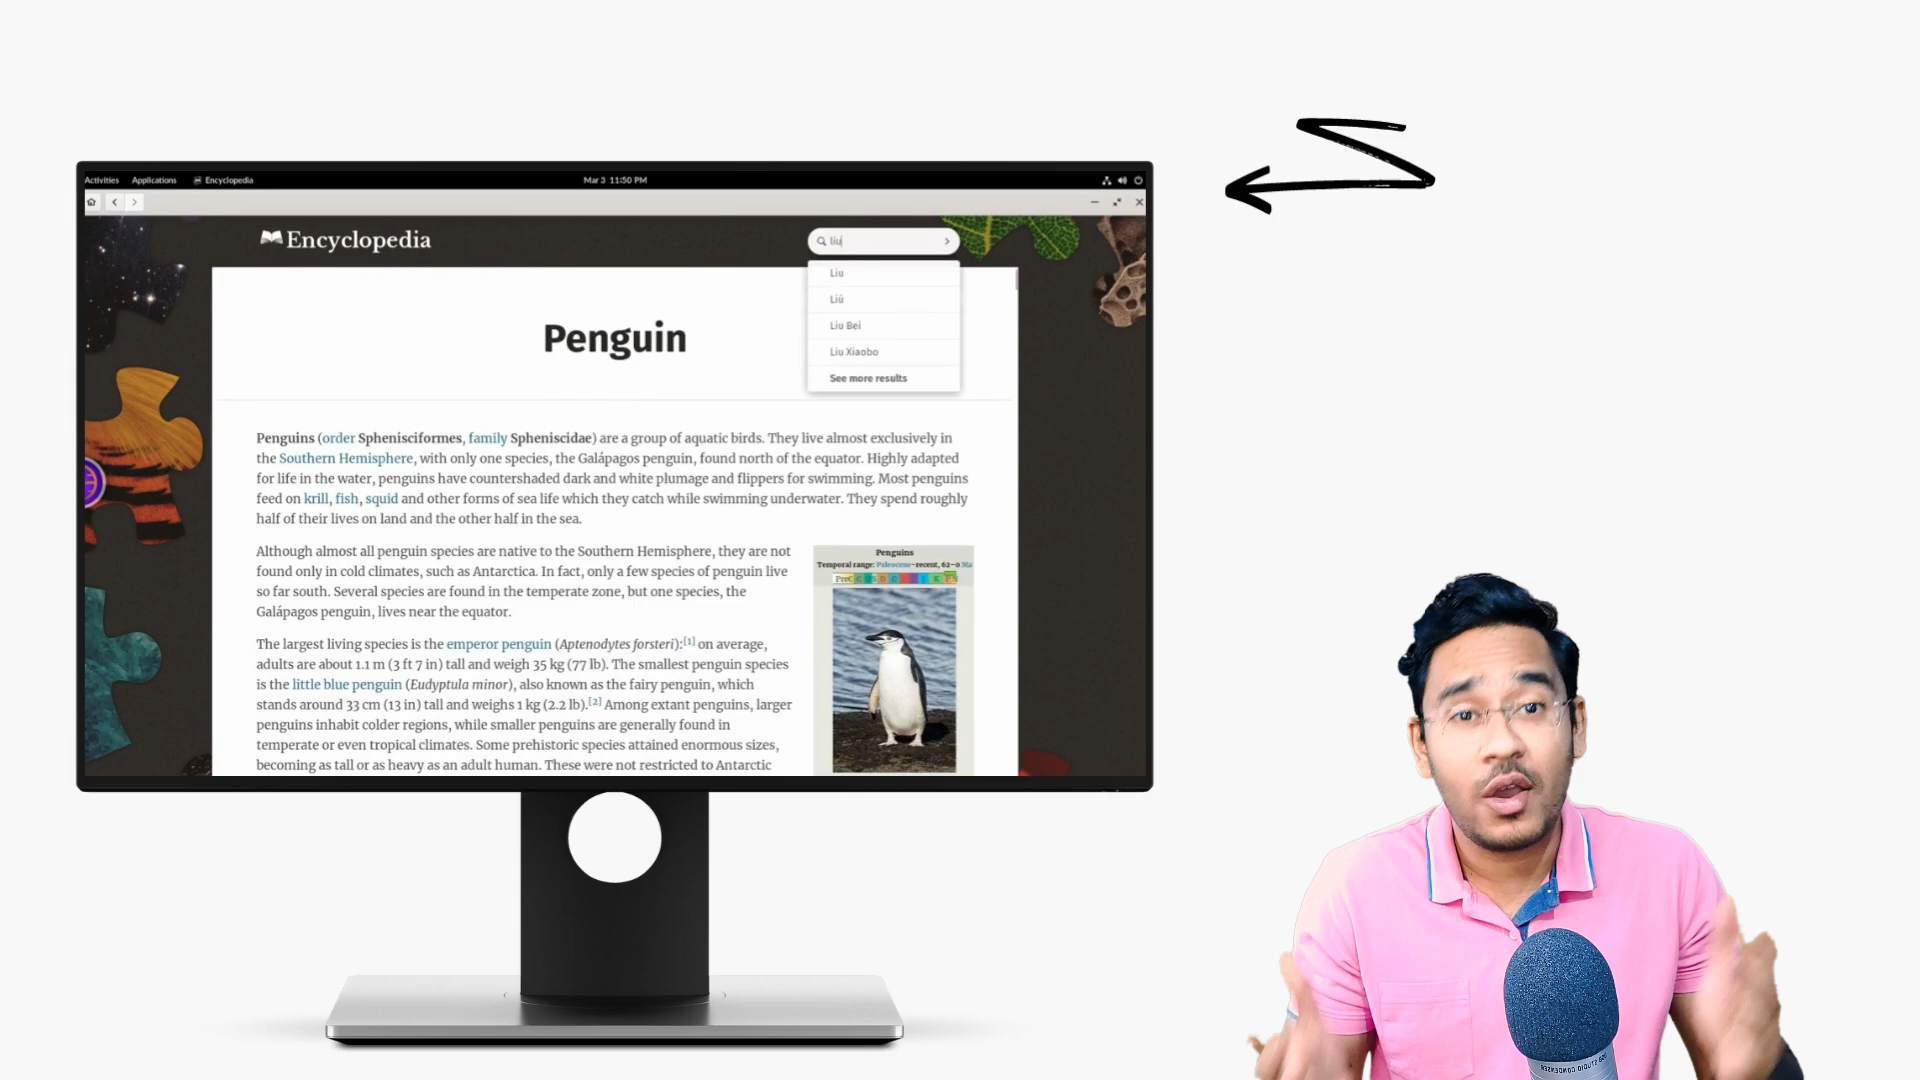 Activities Applications Encyclopedia Mar 3 11:50 PM
Encyclopedia
liu
Liu
Liù
Liu Bei
Liu Xiaobo
See more results
Penguin
Penguins (order Sphenisciformes, family Spheniscidae) are a group of aquatic birds. They live almost exclusively in
the Southern Hemisphere, with only one species, the Galápagos penguin, found north of the equator. Highly adapted
for life in the water, penguins have countershaded dark and white plumage and flippers for swimming. Most penguins
feed on krill, fish, squid and other forms of sea life which they catch while swimming underwater. They spend roughly
half of their lives on land and the other half in the sea.
Although almost all penguin species are native to the Southern Hemisphere, they are not
found only in cold climates, such as Antarctica. In fact, only a few species of penguin live
so far south. Several species are found in the temperate zone, but one species, the
Galápagos penguin, lives near the equator.
The largest living species is the emperor penguin (Aptenodytes forsteri):[1] on average,
adults are about 1.1 m (3 ft 7 in) tall and weigh 35 kg (77 lb). The smallest penguin species
is the little blue penguin (Eudyptula minor), also known as the fairy penguin, which
stands around 33 cm (13 in) tall and weighs 1 kg (2.2 lb).[2] Among extant penguins, larger
penguins inhabit colder regions, while smaller penguins are generally found in
temperate or even tropical climates. Some prehistoric species attained enormous sizes,
becoming as tall or as heavy as an adult human. These were not restricted to Antarctic
Penguins
Temporal range: Paleocene–recent, 62–0 Ma